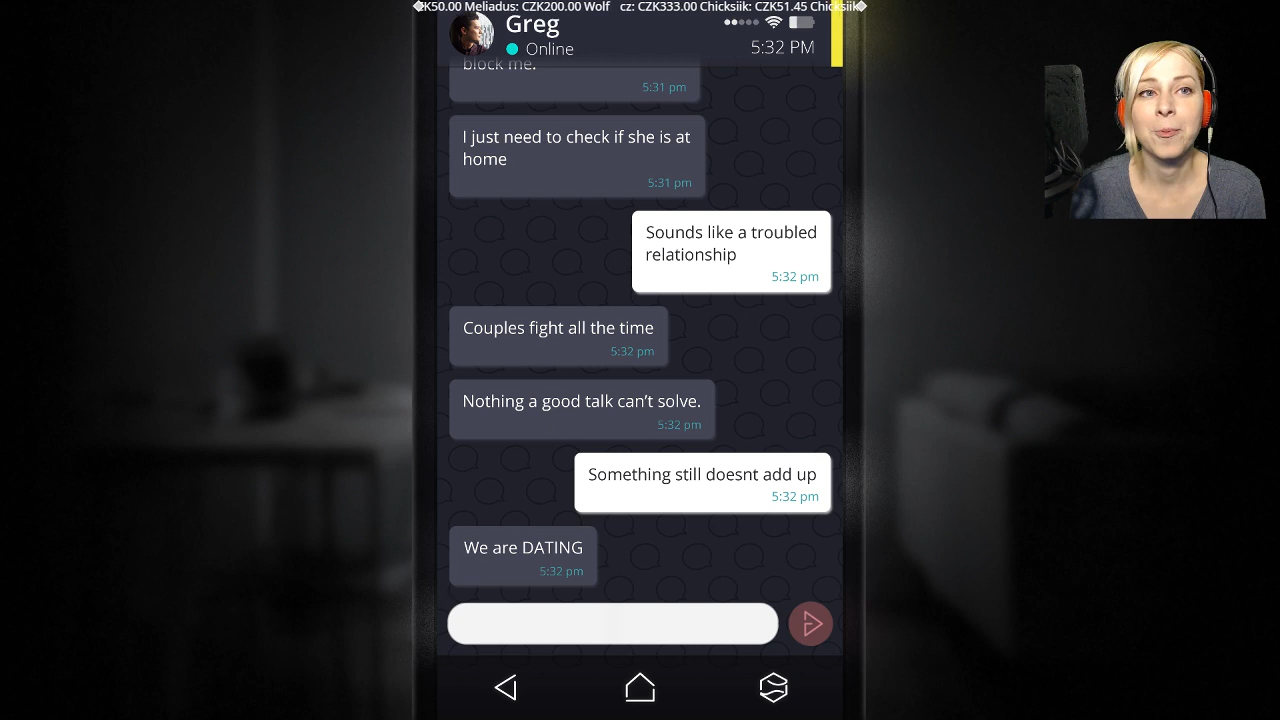 K50.00 Meliadus: CZK200.00 Wolf cz: CZK333.00 Chicksiik: CZK51.45 Chicksiik
Greg
Online
5:32 PM
block me.
5:31 pm
I just need to check if she is at
home
5:31 pm
Sounds like a troubled
relationship
5:32 pm
Couples fight all the time
5:32 pm
Nothing a good talk can't solve.
5:32 pm
Something still doesnt add up
5:32 pm
We are DATING
5:32 pm